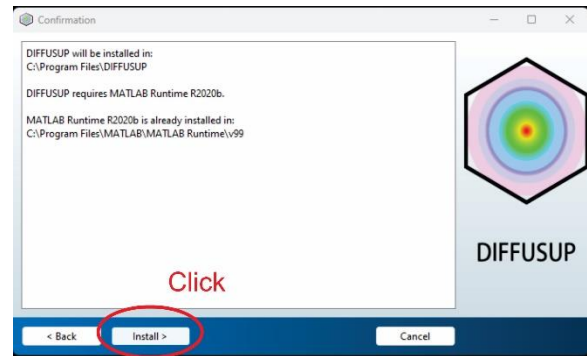 Confirmation
DIFFUSUP will be installed in:
C:\Program Files\DIFFUSUP
DIFFUSUP requires MATLAB Runtime R2020b.
MATLAB Runtime R2020b is already installed in:
C:\Program Files\MATLAB\MATLAB Runtime\v99
DIFFUSUP
Click
< Back
Install >
Cancel